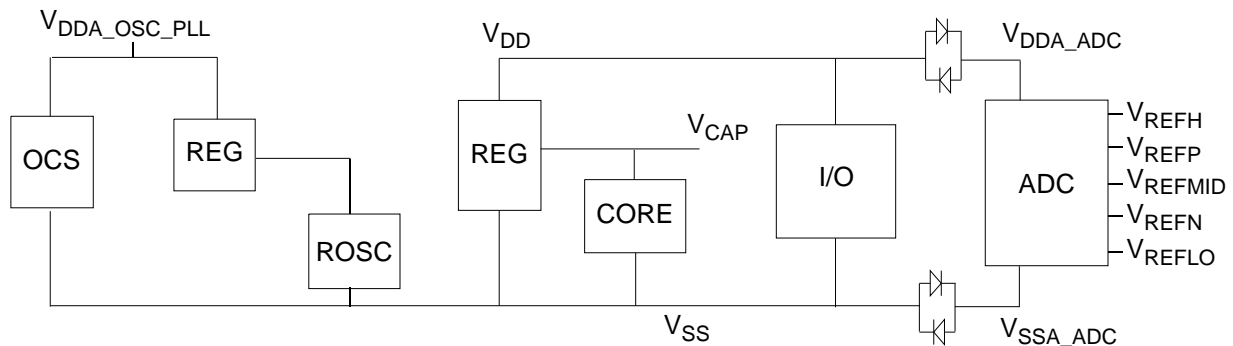 VDDA_OSC_PLL
VDD
VDDA_ADC
OCS
REG
REG
VCAP
CORE
I/O
ADC
VREFH
VREFP
VREFMID
VREFN
VREFLO
ROSC
VSS
VSSA_ADC